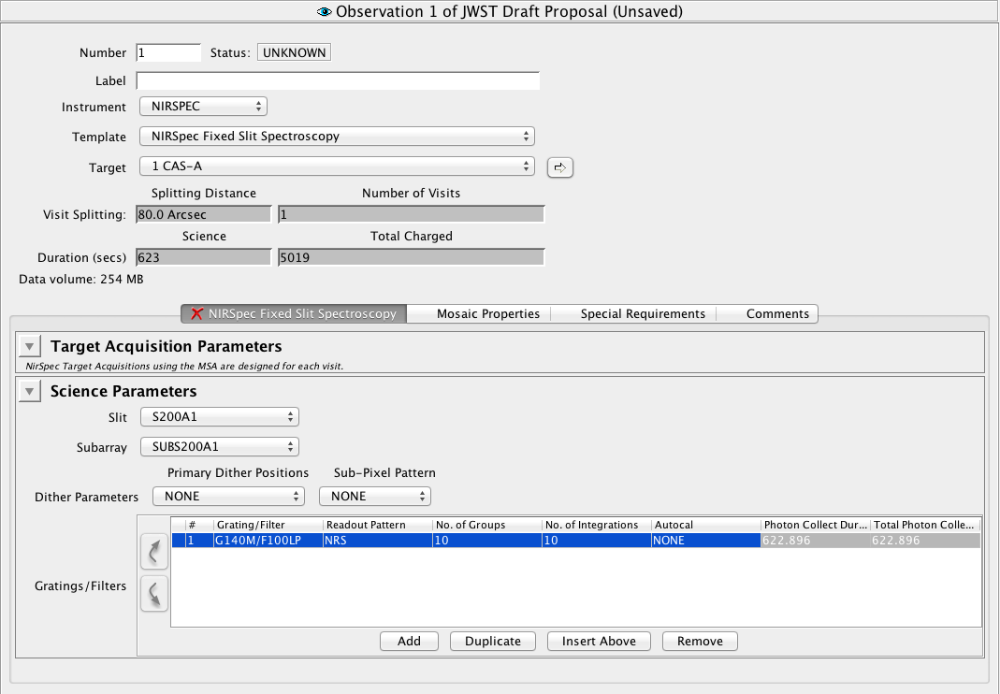 Observation 1 of JWST Draft Proposal (Unsaved)
Number 1 Status: UNKNOWN
Label
Instrument NIRSPEC
Template NIRSpec Fixed Slit Spectroscopy
Target 1 CAS-A
Splitting Distance Number of Visits
Visit Splitting: 80.0 Arcsec 1
Science Total Charged
Duration (secs) 623 5019
Data volume: 254 MB
NIRSpec Fixed Slit Spectroscopy Mosaic Properties Special Requirements Comments
Target Acquisition Parameters
NirSpec Target Acquisitions using the MSA are designed for each visit.
Science Parameters
Slit S200A1
Subarray SUBS200A1
Primary Dither Positions Sub-Pixel Pattern
Dither Parameters NONE NONE
# Grating/Filter Readout Pattern No. of Groups No. of Integrations Autocal Photon Collect Dur... Total Photon Colle...
1 G140M/F100LP NRS 10 10 NONE 622.896 622.896
Gratings/Filters
Add Duplicate Insert Above Remove